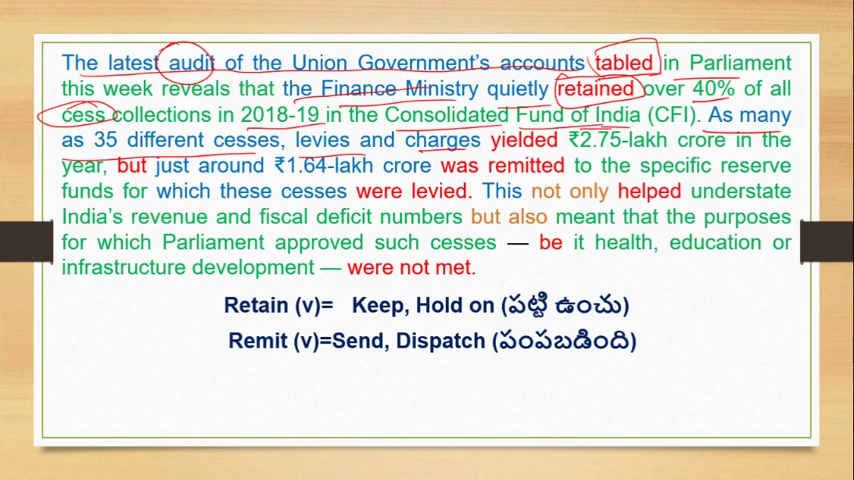 The latest audit of the Union Government's accounts tabled in Parliament
this week reveals that the Finance Ministry quietly retained over 40% of all
cess collections in 2018-19 in the Consolidated Fund of India (CFI). As many
as 35 different cesses, levies and charges yielded ₹2.75-lakh crore in the
year, but just around ₹1.64-lakh crore was remitted to the specific reserve
funds for which these cesses were levied. This not only helped understate
India's revenue and fiscal deficit numbers but also meant that the purposes
for which Parliament approved such cesses — be it health, education or
infrastructure development — were not met.
Retain (v)= Keep, Hold on (పట్టి ఉంచు)
Remit (v)=Send, Dispatch (పంపబడింది)